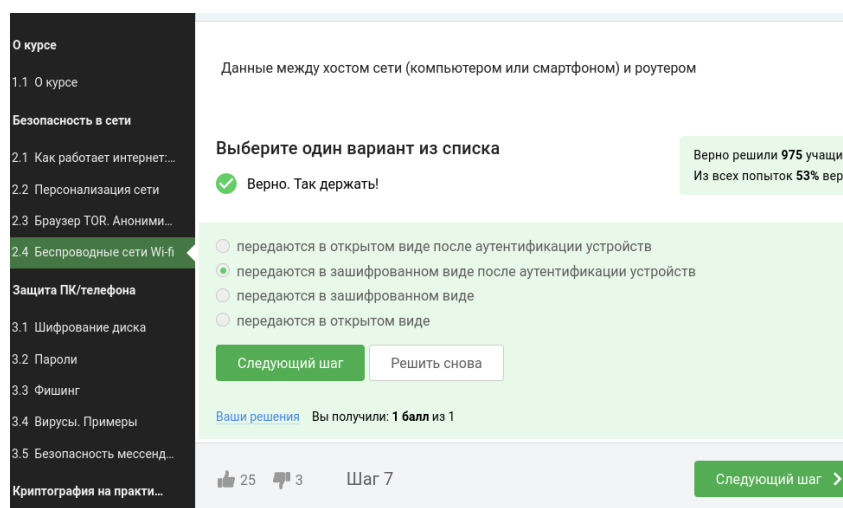 О курсе
1.1 О курсе
Безопасность в сети
2.1 Как работает интернет:...
2.2 Персонализация сети
2.3 Браузер TOR. Аноними...
2.4 Беспроводные сети Wi-fi
Защита ПК/телефона
3.1 Шифрование диска
3.2 Пароли
3.3 Фишинг
3.4 Вирусы. Примеры
3.5 Безопасность мессенд...
Криптография на практи...
Данные между хостом сети (компьютером или смартфоном) и роутером
Выберите один вариант из списка
Верно. Так держать!
Верно решили 975 учащи
Из всех попыток 53% вер
передаются в открытом виде после аутентификации устройств
передаются в зашифрованном виде после аутентификации устройств
передаются в зашифрованном виде
передаются в открытом виде
Следующий шаг Решить снова
Ваши решения Вы получили: 1 балл из 1
25 3 Шаг 7 Следующий шаг